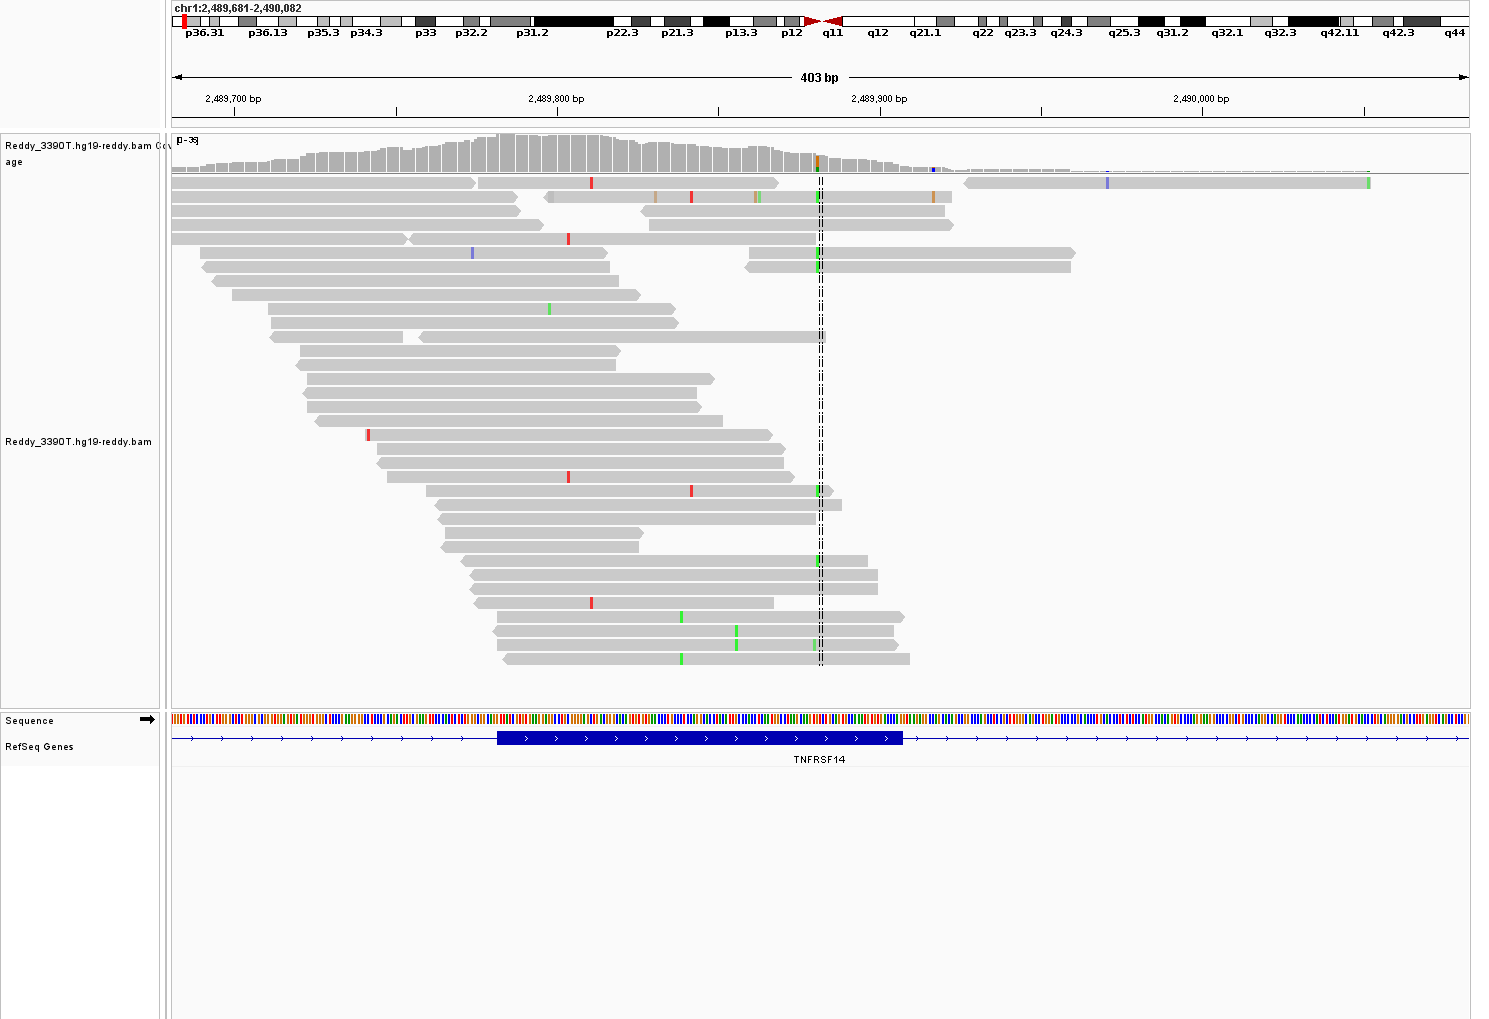 chr1:2,489,681-2,490,082
p36.31 p36.13 p35.3 p34.3 p33 p32.2 p31.2 p22.3 p21.3 p13.3 p12 q11 q12 q21.1 q22 q23.3 q24.3 q25.3 q31.2 q32.1 q32.3 q42.11 q42.3 q44
403 bp
2,489,700 bp 2,489,800 bp 2,489,900 bp 2,490,000 bp
Reddy_3390T.hg19-reddy.bam Cov
age
[0-36]
Reddy_3390T.hg19-reddy.bam
Sequence
RefSeq Genes
TNFRSF14